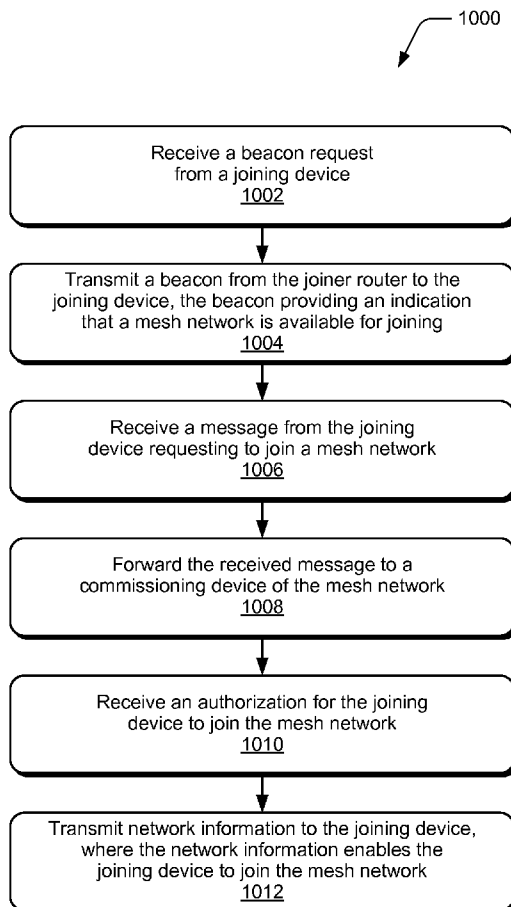 1000
Receive a beacon request
from a joining device
1002
Transmit a beacon from the joiner router to the
joining device, the beacon providing an indication
that a mesh network is available for joining
1004
Receive a message from the joining
device requesting to join a mesh network
1006
Forward the received message to a
commissioning device of the mesh network
1008
Receive an authorization for the joining
device to join the mesh network
1010
Transmit network information to the joining device,
where the network information enables the
joining device to join the mesh network
1012